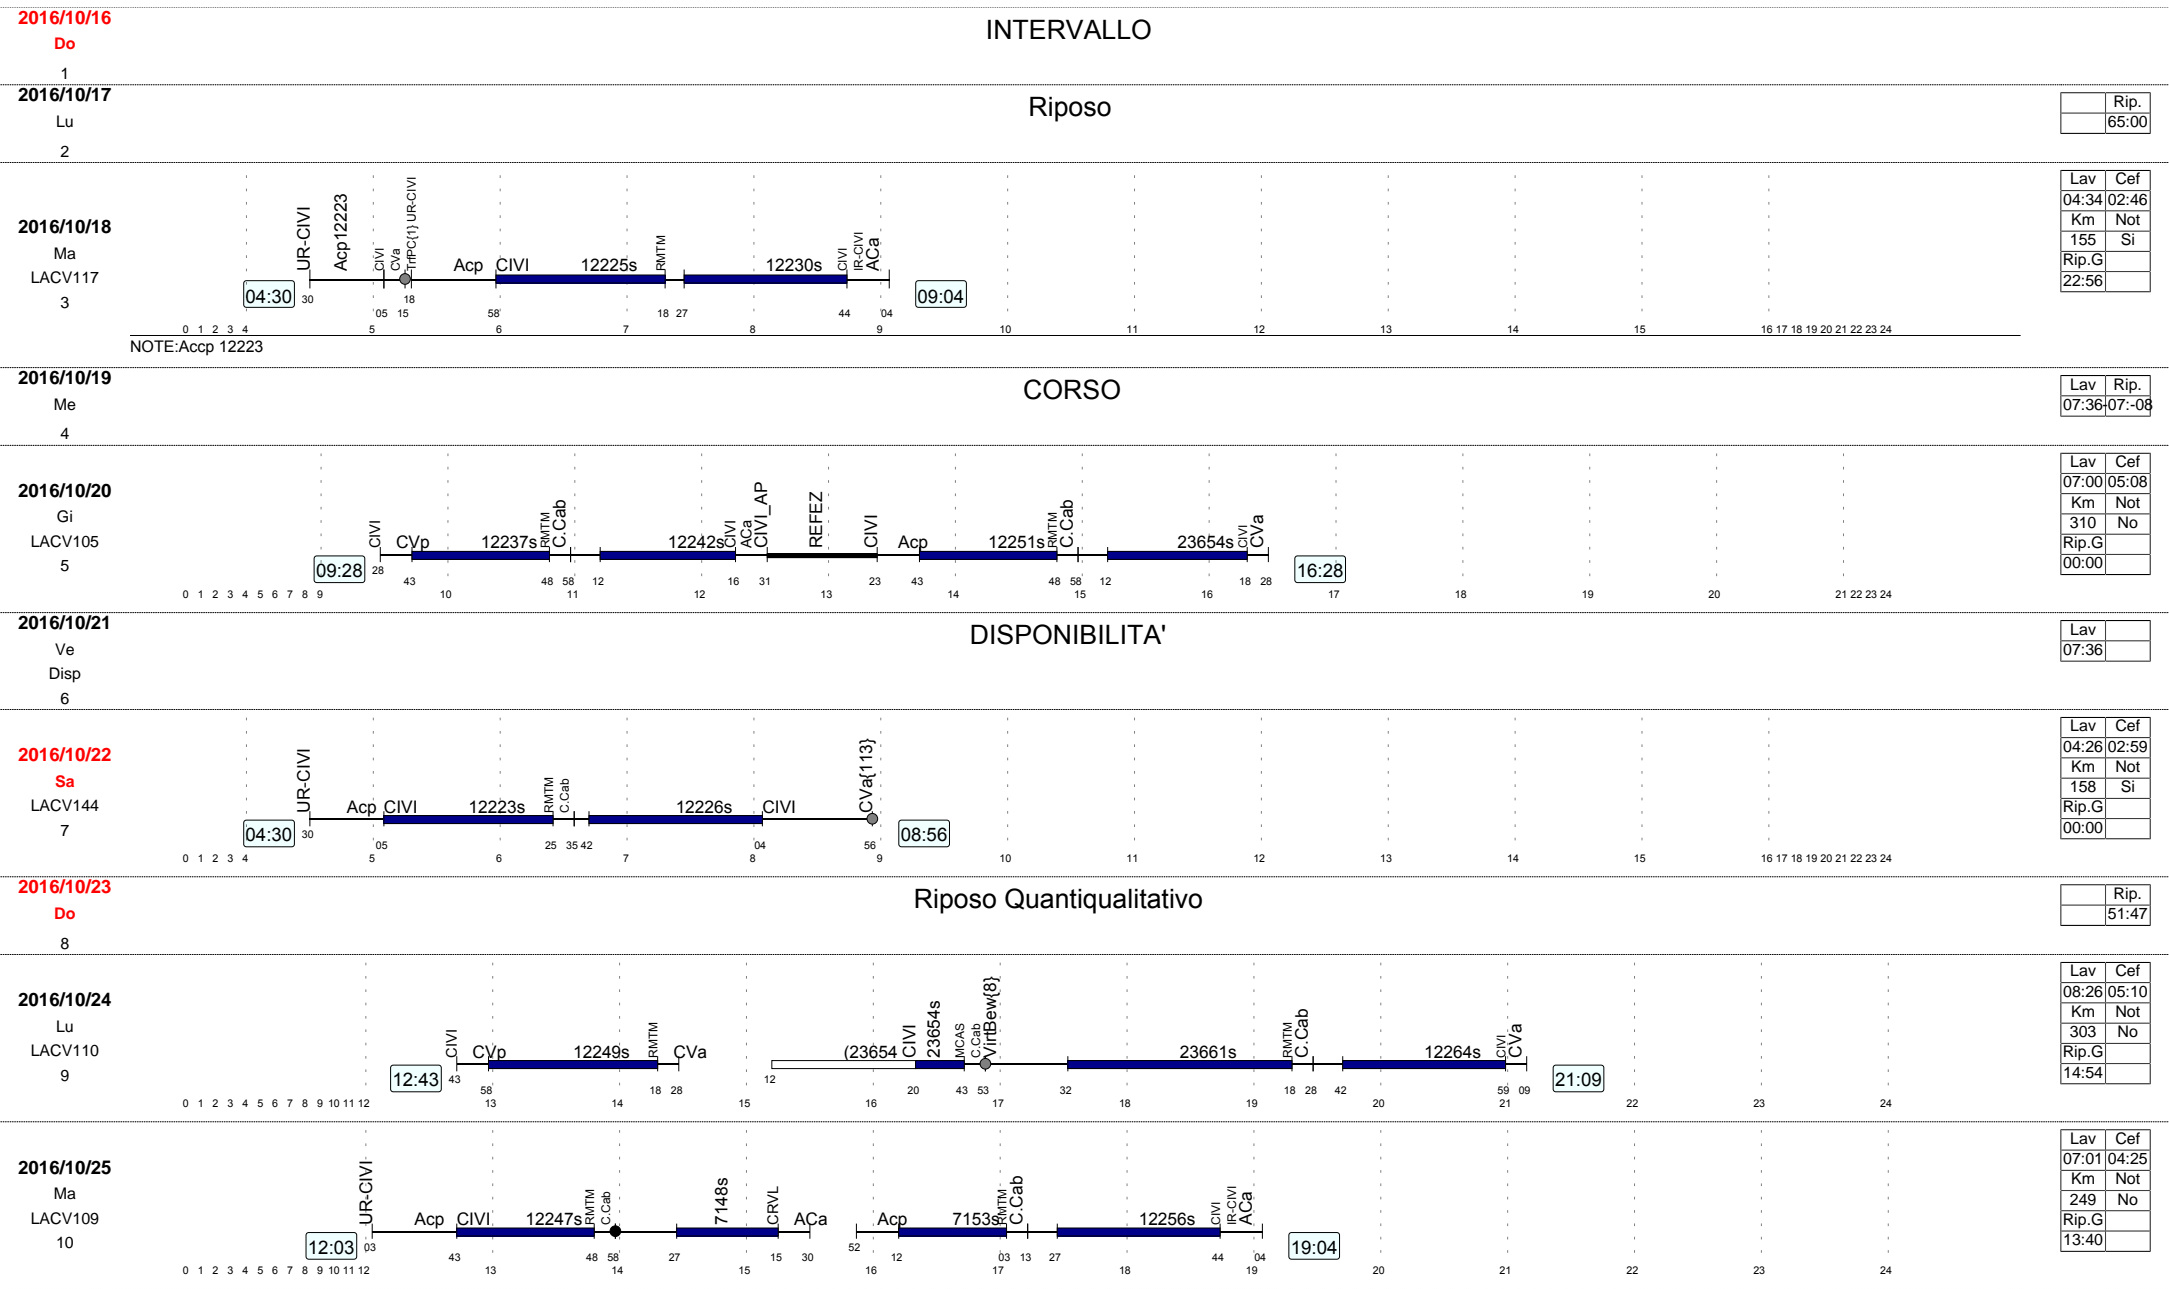 2016/10/16
Do
1
INTERVALLO
2016/10/17
Lu
2
Riposo
Rip.
65:00
2016/10/18
Ma
LACV117
3
04:30
UR-CIVI
Acp12223
CIVI
CVa
TrfPC{1} UR-CIVI
Acp
CIVI
12225s
RMTM
12230s
CIVI
IR-CIVI
ACa
09:04
30 05 15 18 58 18 27 44 04
0 1 2 3 4 5 6 7 8 9 10 11 12 13 14 15 16 17 18 19 20 21 22 23 24
NOTE:Accp 12223
Lav Cef
04:34 02:46
Km Not
155 Si
Rip.G
22:56
2016/10/19
Me
4
CORSO
Lav Rip.
07:36 -07:-08
2016/10/20
Gi
LACV105
5
09:28
CIVI
CVp
12237s
RMTM
C.Cab
12242s
CIVI
ACa
CIVI_AP
REFEZ
CIVI
Acp
12251s
RMTM
C.Cab
23654s
CIVI
CVa
16:28
28 43 48 58 12 16 31 23 43 48 58 12 18 28
0 1 2 3 4 5 6 7 8 9 10 11 12 13 14 15 16 17 18 19 20 21 22 23 24
Lav Cef
07:00 05:08
Km Not
310 No
Rip.G
00:00
2016/10/21
Ve
Disp
6
DISPONIBILITA'
Lav
07:36
2016/10/22
Sa
LACV144
7
04:30
UR-CIVI
Acp
CIVI
12223s
RMTM
C.Cab
12226s
CIVI
CVa{113}
08:56
30 05 25 35 42 04 56
0 1 2 3 4 5 6 7 8 9 10 11 12 13 14 15 16 17 18 19 20 21 22 23 24
Lav Cef
04:26 02:59
Km Not
158 Si
Rip.G
00:00
2016/10/23
Do
8
Riposo Quantiqualitativo
Rip.
51:47
2016/10/24
Lu
LACV110
9
12:43
CIVI
CVp
12249s
RMTM
CVa
(23654
CIVI
23654s
MCAS
C.Cab
VirtBew{8}
23661s
RMTM
C.Cab
12264s
CIVI
CVa
21:09
43 58 18 28 12 20 43 53 32 18 28 42 59 09
0 1 2 3 4 5 6 7 8 9 10 11 12 13 14 15 16 17 18 19 20 21 22 23 24
Lav Cef
08:26 05:10
Km Not
303 No
Rip.G
14:54
2016/10/25
Ma
LACV109
10
12:03
UR-CIVI
Acp
CIVI
12247s
RMTM
C.Cab
7148s
CRVL
ACa
Acp
7153s
RMTM
C.Cab
12256s
CIVI
IR-CIVI
ACa
19:04
03 43 48 58 27 15 30 52 12 03 13 27 44 04
0 1 2 3 4 5 6 7 8 9 10 11 12 13 14 15 16 17 18 19 20 21 22 23 24
Lav Cef
07:01 04:25
Km Not
249 No
Rip.G
13:40